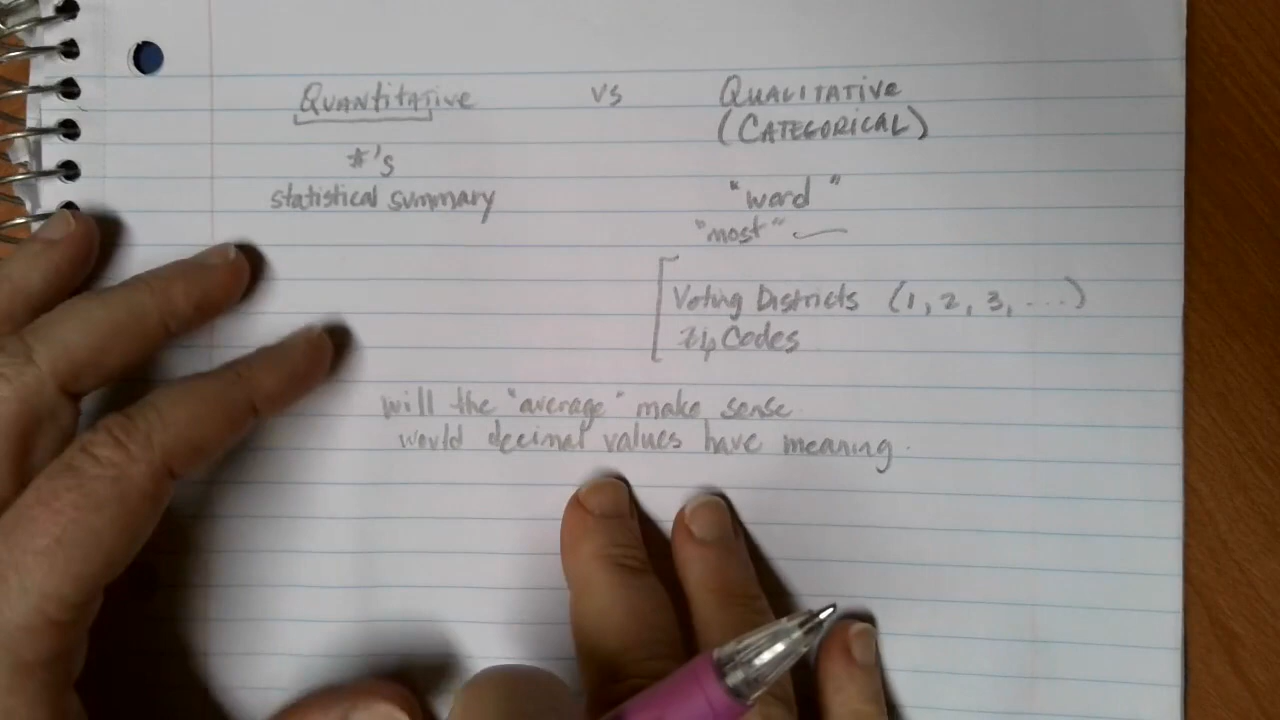 Quantitative vs Qualitative
(Categorical)
#'s
statistical summary
"word"
"most"
Voting Districts (1, 2, 3, ....)
Zip Codes
will the "average" make sense.
would decimal values have meaning.